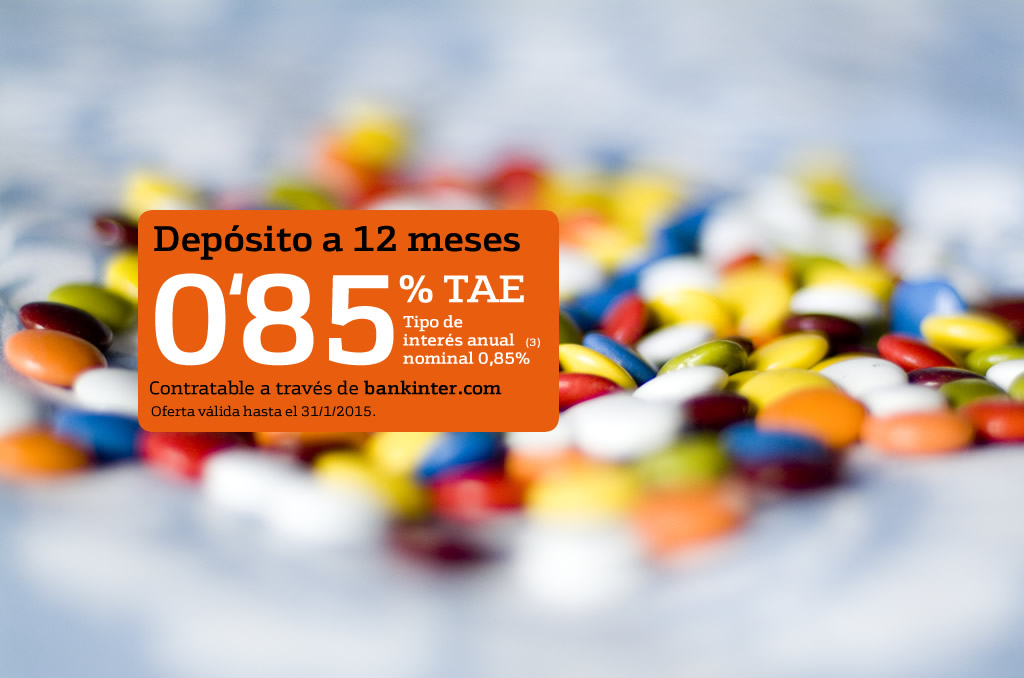 Depósito a 12 meses
0'85 % TAE
Tipo de
interés anual (3)
nominal 0,85%
Contratable a través de bankinter.com
Oferta válida hasta el 31/1/2015.